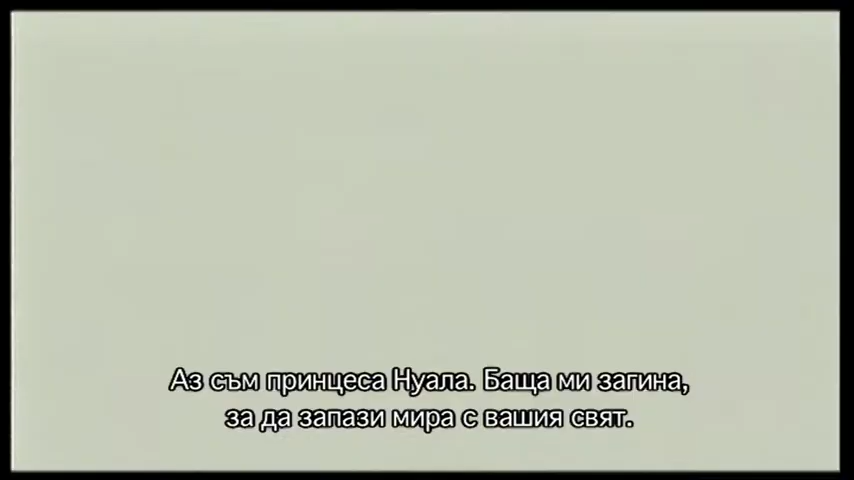 Аз съм принцеса Нуала. Баща ми загина,
за да запази мира с вашия свят.